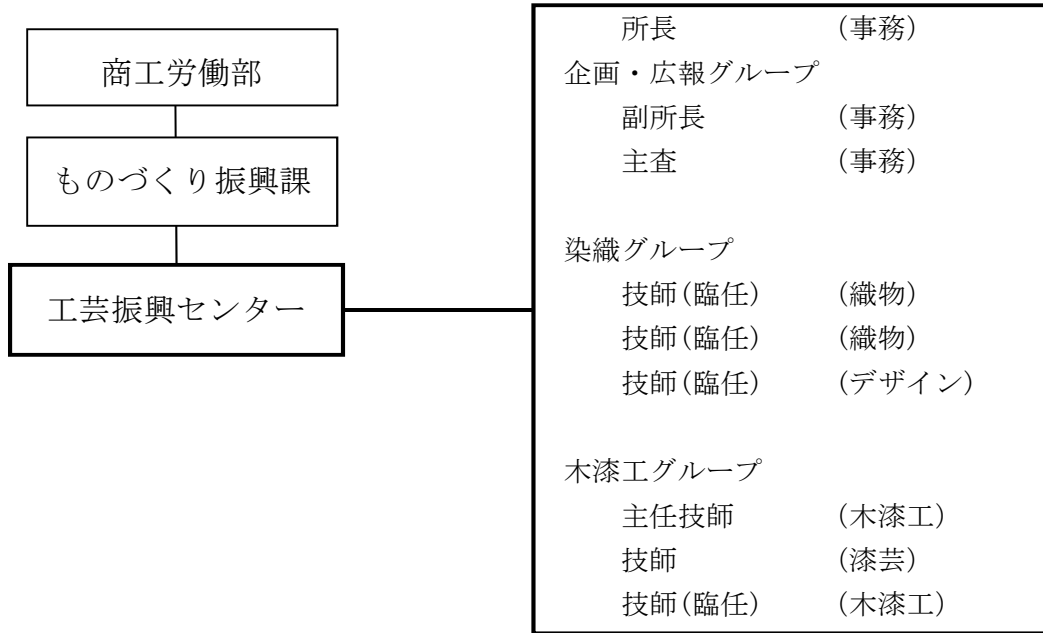 商工労働部
ものづくり振興課
工芸振興センター
所長 (事務)
企画・広報グループ
副所長 (事務)
主査 (事務)
染織グループ
技師(臨任) (織物)
技師(臨任) (織物)
技師(臨任) (デザイン)
木漆工グループ
主任技師 (木漆工)
技師 (漆芸)
技師(臨任) (木漆工)